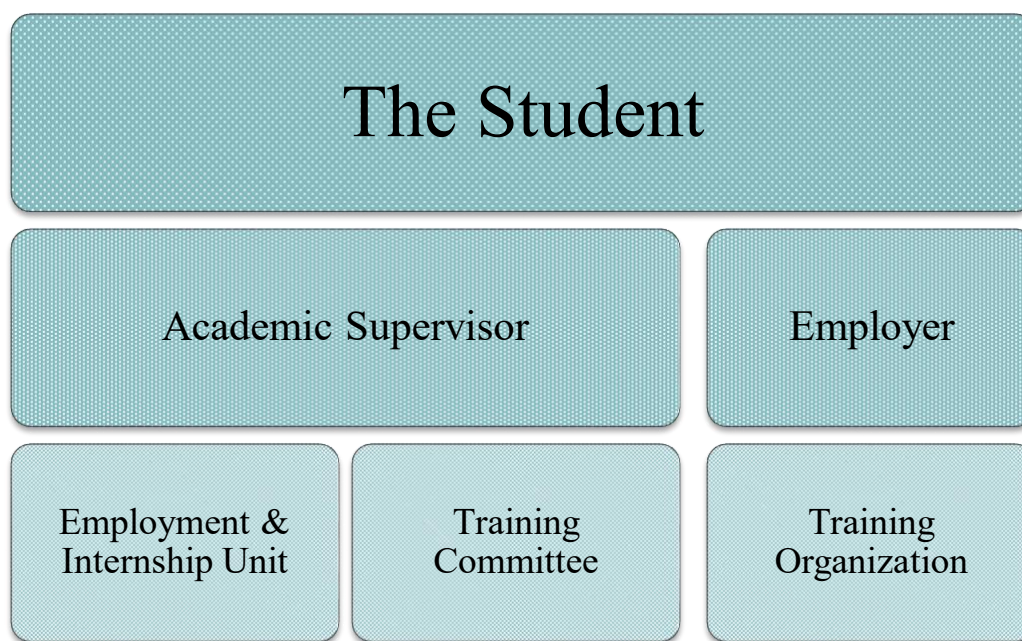 The Student
Academic Supervisor
Employer
Employment &
Internship Unit
Training
Committee
Training
Organization